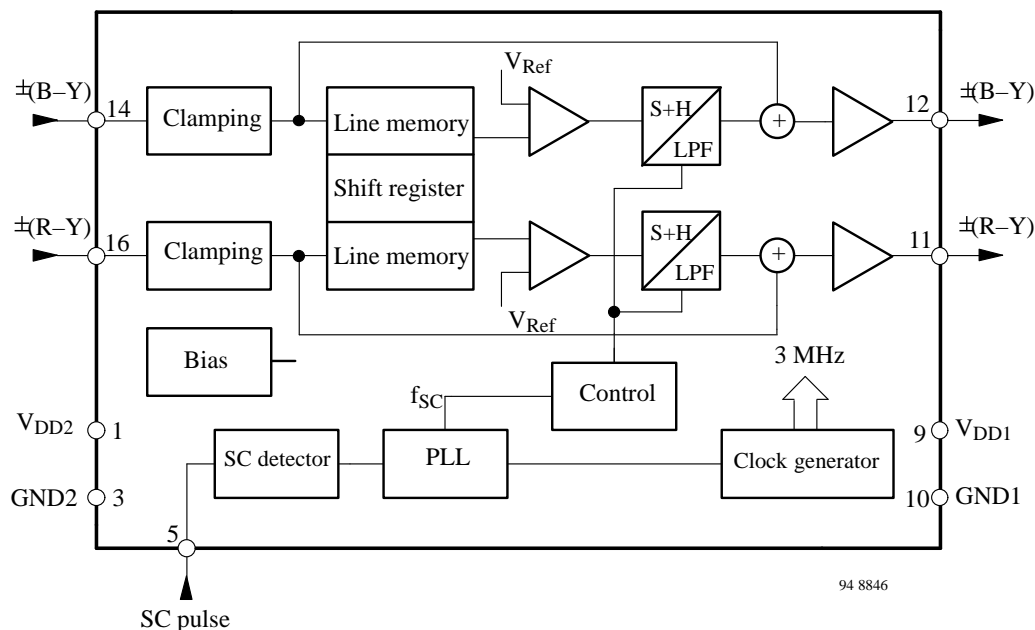 V_Ref
±(B–Y)
14
Clamping
Line memory
S+H
LPF
+
12
±(B–Y)
Shift register
±(R–Y)
16
Clamping
Line memory
S+H
LPF
+
11
±(R–Y)
V_Ref
Bias
3 MHz
f_SC
Control
V_DD2
1
SC detector
PLL
Clock generator
9
V_DD1
GND2
3
10
GND1
5
SC pulse
94 8846